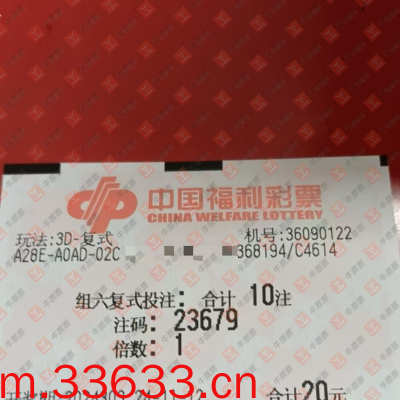 中国福利彩票
CHINA WELFARE LOTTERY
玩法:3D-复式 机号:36090122
A28E-A0AD-02C 368194/C4614
组六复式投注: 合计 10注
注码: 23679
倍数: 1
合计20元
m.33633.cn